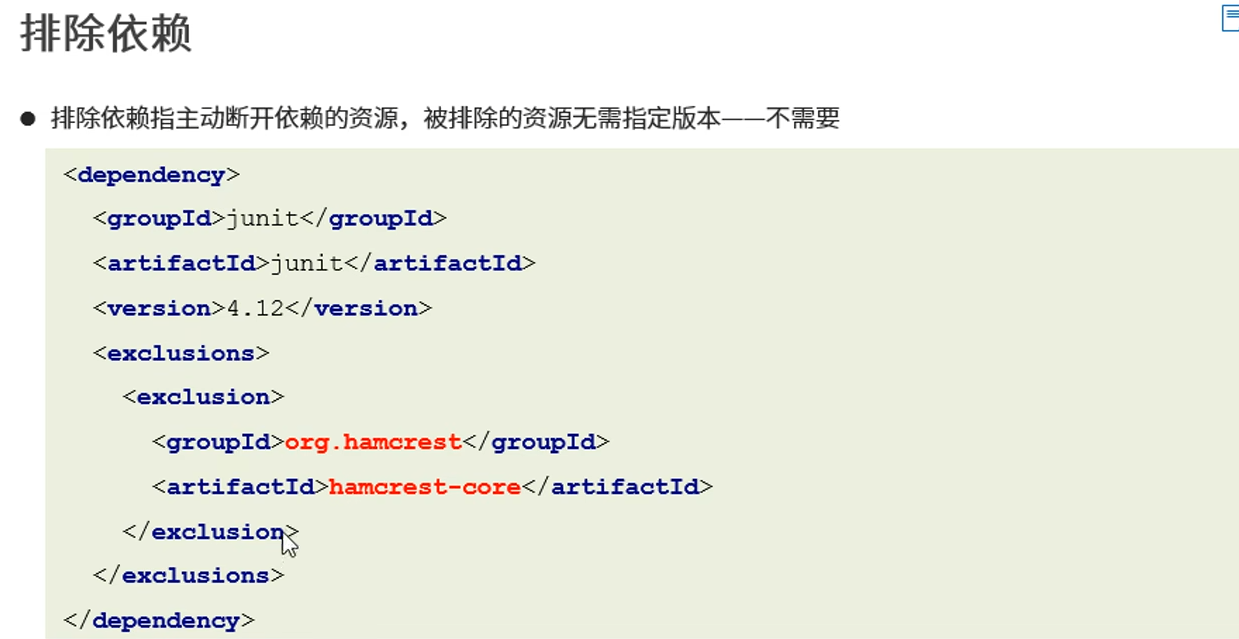 排除依赖
● 排除依赖指主动断开依赖的资源，被排除的资源无需指定版本——不需要
<dependency>
  <groupId>junit</groupId>
  <artifactId>junit</artifactId>
  <version>4.12</version>
  <exclusions>
    <exclusion>
      <groupId>org.hamcrest</groupId>
      <artifactId>hamcrest-core</artifactId>
    </exclusion>
  </exclusions>
</dependency>